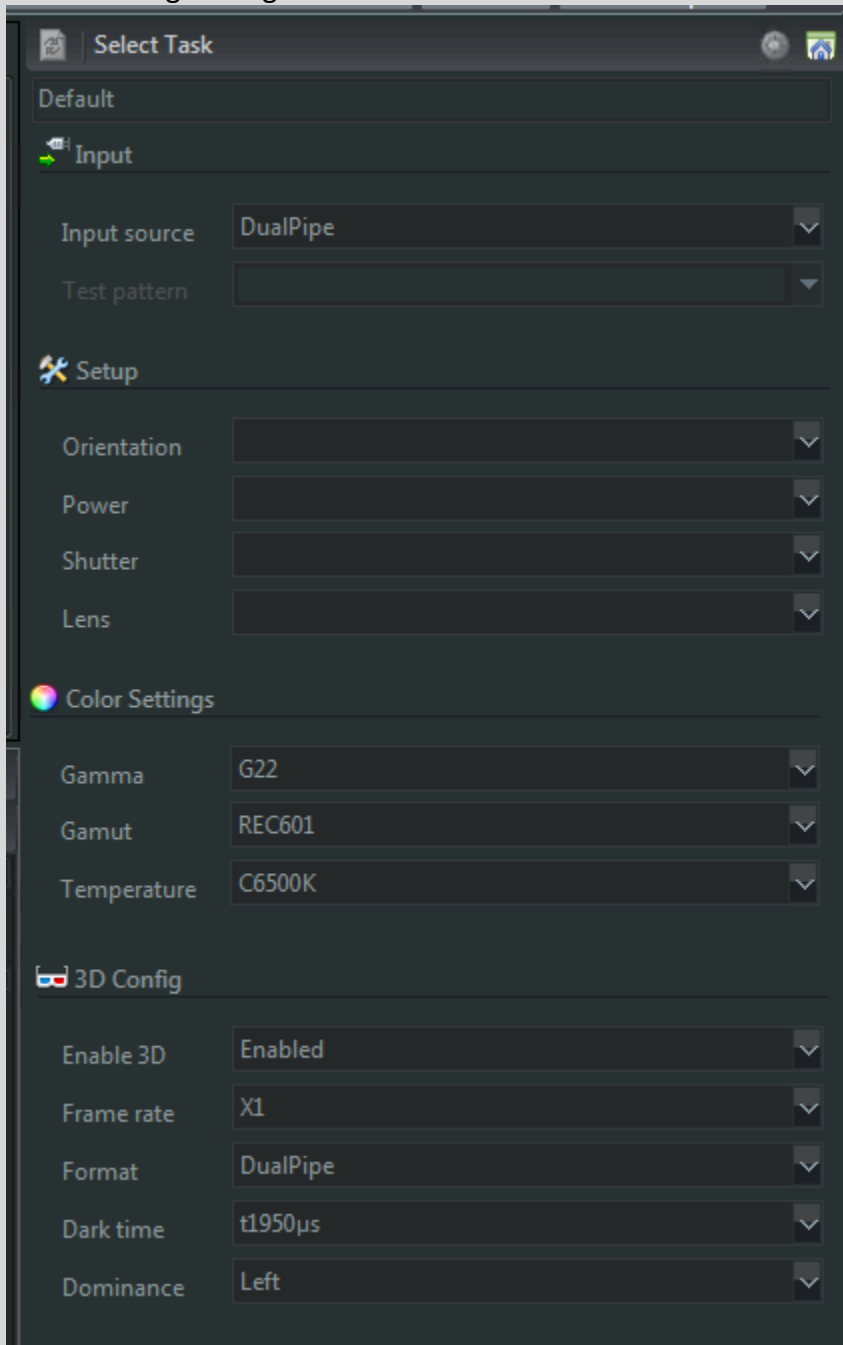 Select Task
Default
Input
Input source DualPipe
Test pattern
Setup
Orientation
Power
Shutter
Lens
Color Settings
Gamma G22
Gamut REC601
Temperature C6500K
3D Config
Enable 3D Enabled
Frame rate X1
Format DualPipe
Dark time t1950µs
Dominance Left